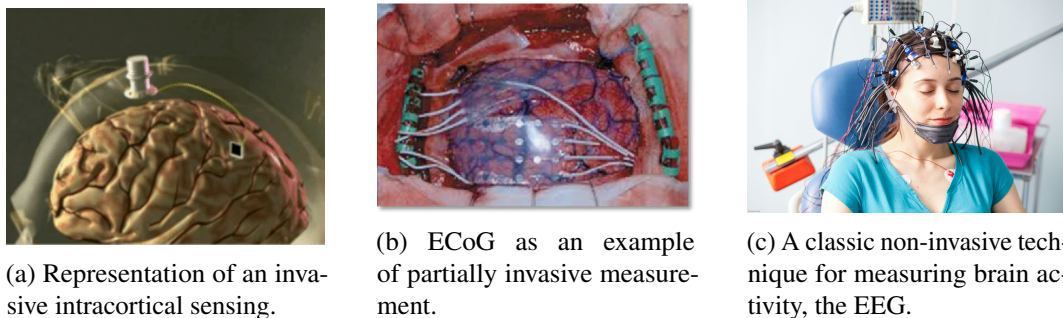 (a) Representation of an inva-
sive intracortical sensing.
(b) ECoG as an example
of partially invasive measure-
ment.
(c) A classic non-invasive tech-
nique for measuring brain ac-
tivity, the EEG.